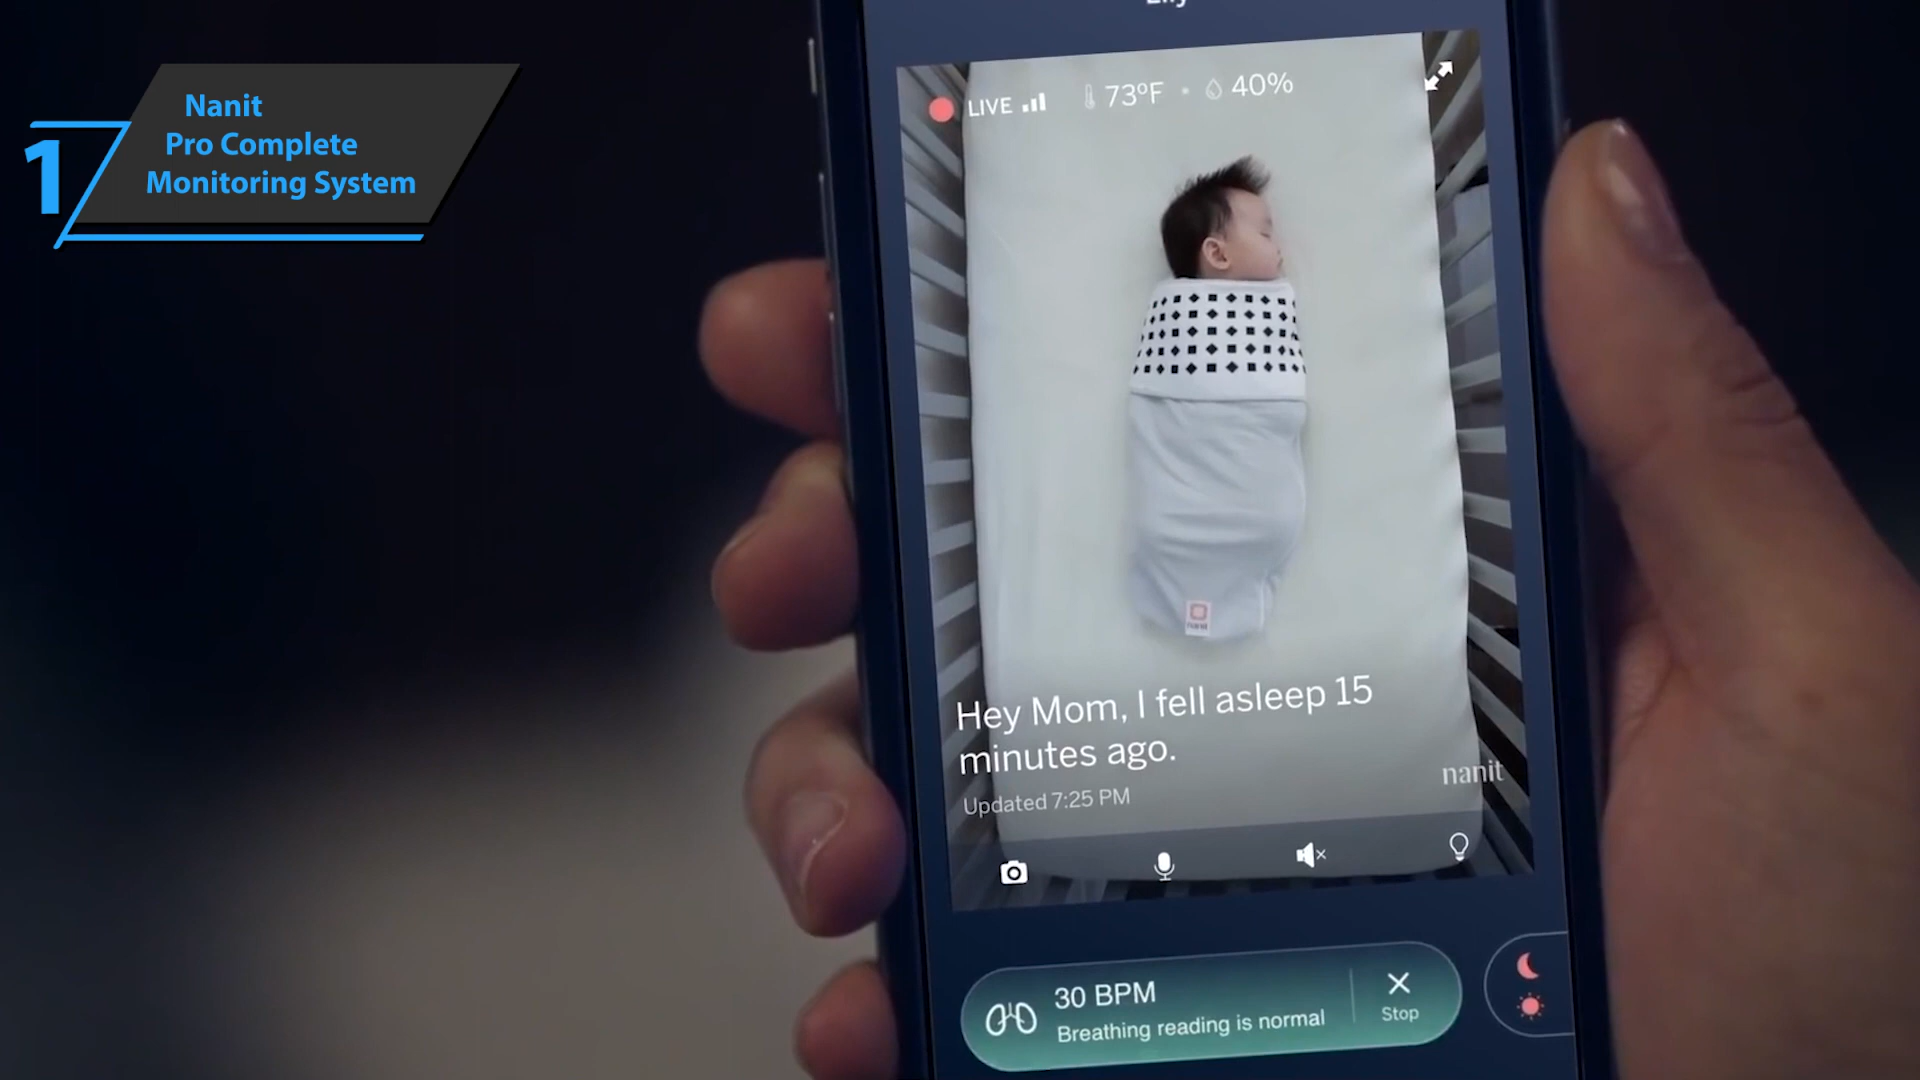 1
Nanit
Pro Complete
Monitoring System
LIVE 73°F • 40%
nanit
Hey Mom, I fell asleep 15
minutes ago.
nanit
Updated 7:25 PM
30 BPM
Breathing reading is normal
Stop